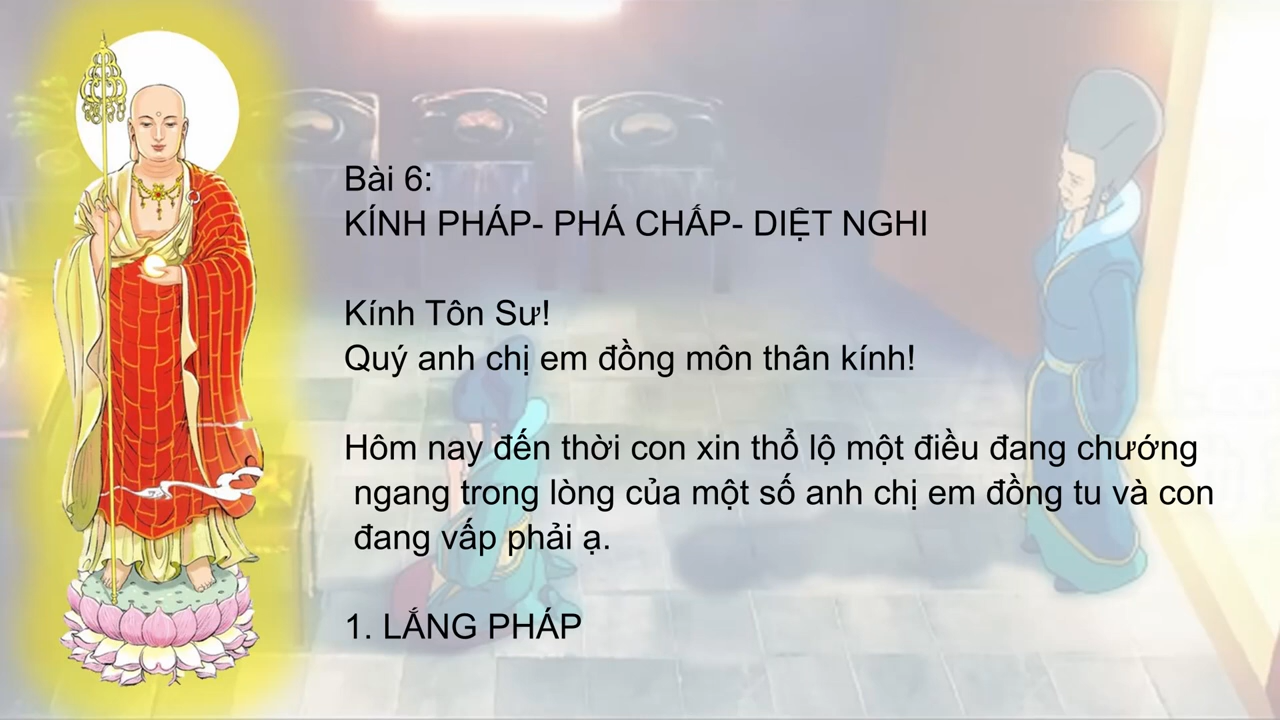 Bài 6:
KÍNH PHÁP- PHÁ CHẤP- DIỆT NGHI
Kính Tôn Sư!
Quý anh chị em đồng môn thân kính!
Hôm nay đến thời con xin thổ lộ một điều đang chướng
ngang trong lòng của một số anh chị em đồng tu và con
đang vấp phải ạ.
1. LẮNG PHÁP